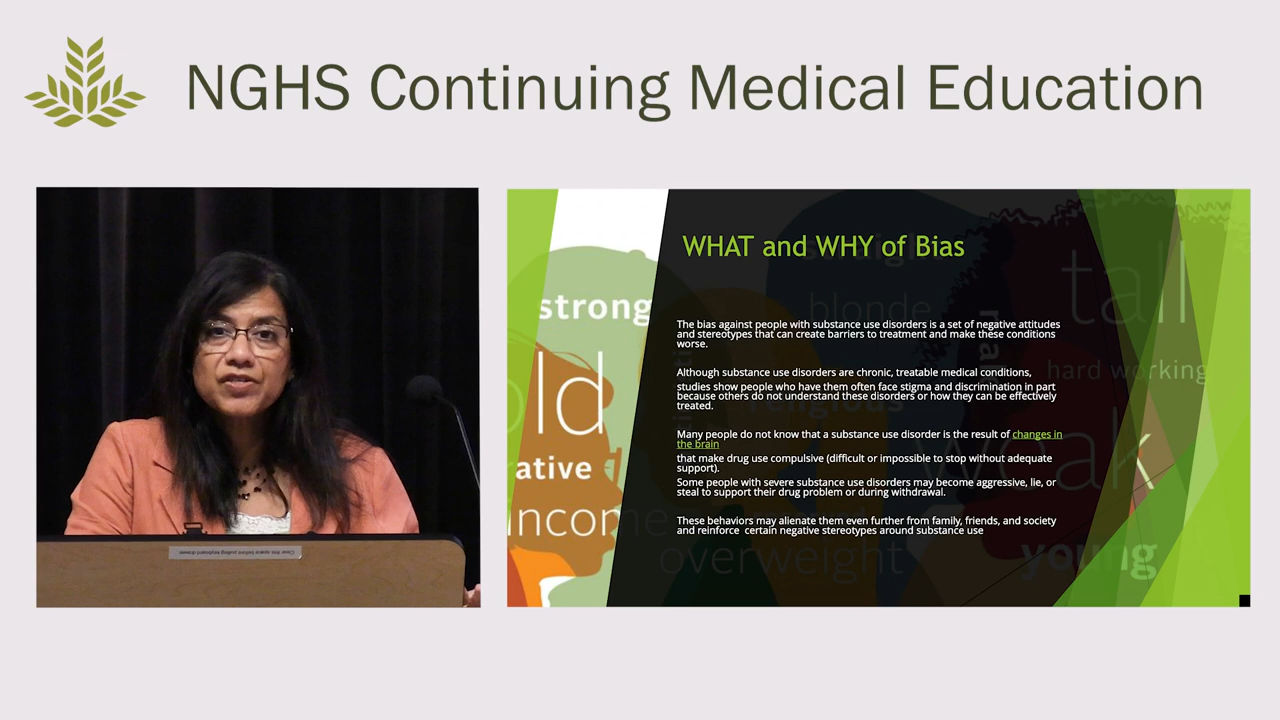 NGHS Continuing Medical Education
WHAT and WHY of Bias
The bias against people with substance use disorders is a set of negative attitudes
and stereotypes that can create barriers to treatment and make these conditions
worse.
Although substance use disorders are chronic, treatable medical conditions,
studies show people who have them often face stigma and discrimination in part
because others do not understand these disorders or how they can be effectively
treated.
Many people do not know that a substance use disorder is the result of changes in
the brain
that make drug use compulsive (difficult or impossible to stop without adequate
support).
Some people with severe substance use disorders may become aggressive, lie, or
steal to support their drug problem or during withdrawal.
These behaviors may alienate them even further from family, friends, and society
and reinforce certain negative stereotypes around substance use
strong
old
ative
income
blonde
tall
hard working
religious
overweight
young
Clear this space before pulling keyboard drawer